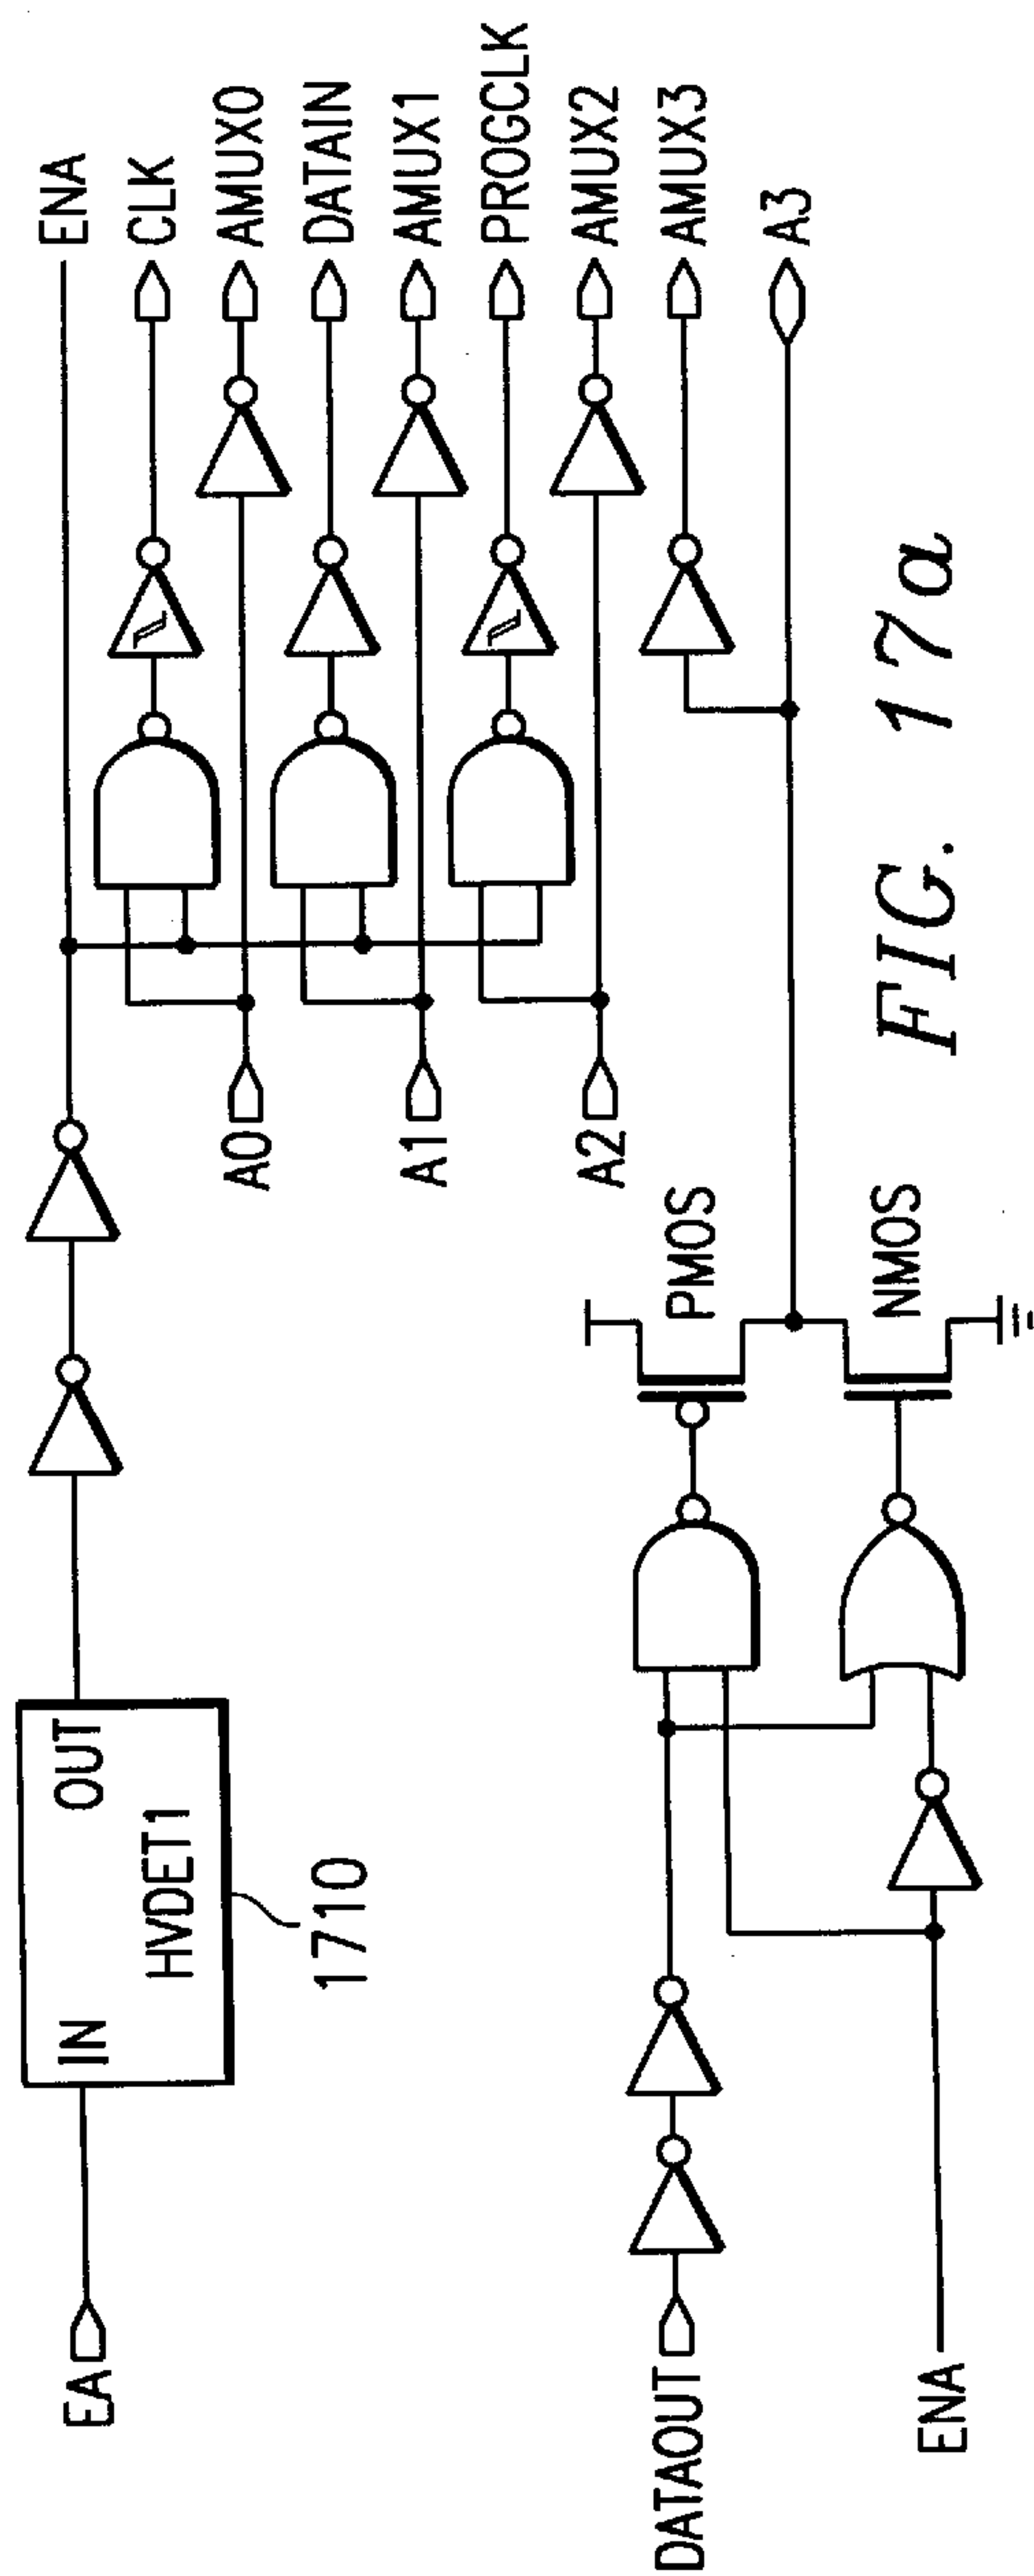 EA
IN
OUT
HVDET1
1710
ENA
CLK
AMUX0
DATAIN
AMUX1
PROGCLK
AMUX2
AMUX3
A3
A0
A1
A2
DATAOUT
ENA
PMOS
NMOS
FIG. 17a